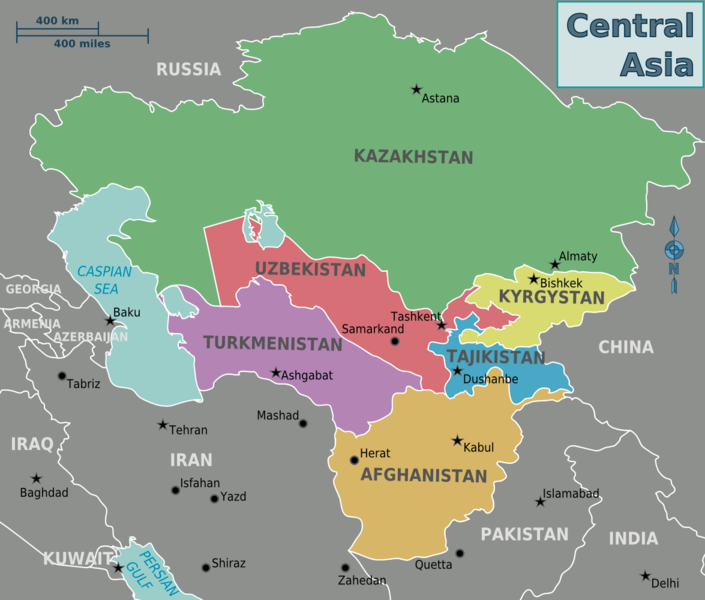 400 km
400 miles
Central
Asia
RUSSIA
Astana
KAZAKHSTAN
Almaty
N
CASPIAN
SEA
UZBEKISTAN
Bishkek
KYRGYSTAN
GEORGIA
Baku
ARMENIA
AZERBAIJAN
Tashkent
Samarkand
TURKMENISTAN
TAJIKISTAN
CHINA
Tabriz
Ashgabat
Dushanbe
Mashad
Tehran
IRAQ
IRAN
Herat
Kabul
AFGHANISTAN
Baghdad
Isfahan
Yazd
Islamabad
PAKISTAN
INDIA
KUWAIT
PERSIAN
GULF
Shiraz
Zahedan
Quetta
Delhi